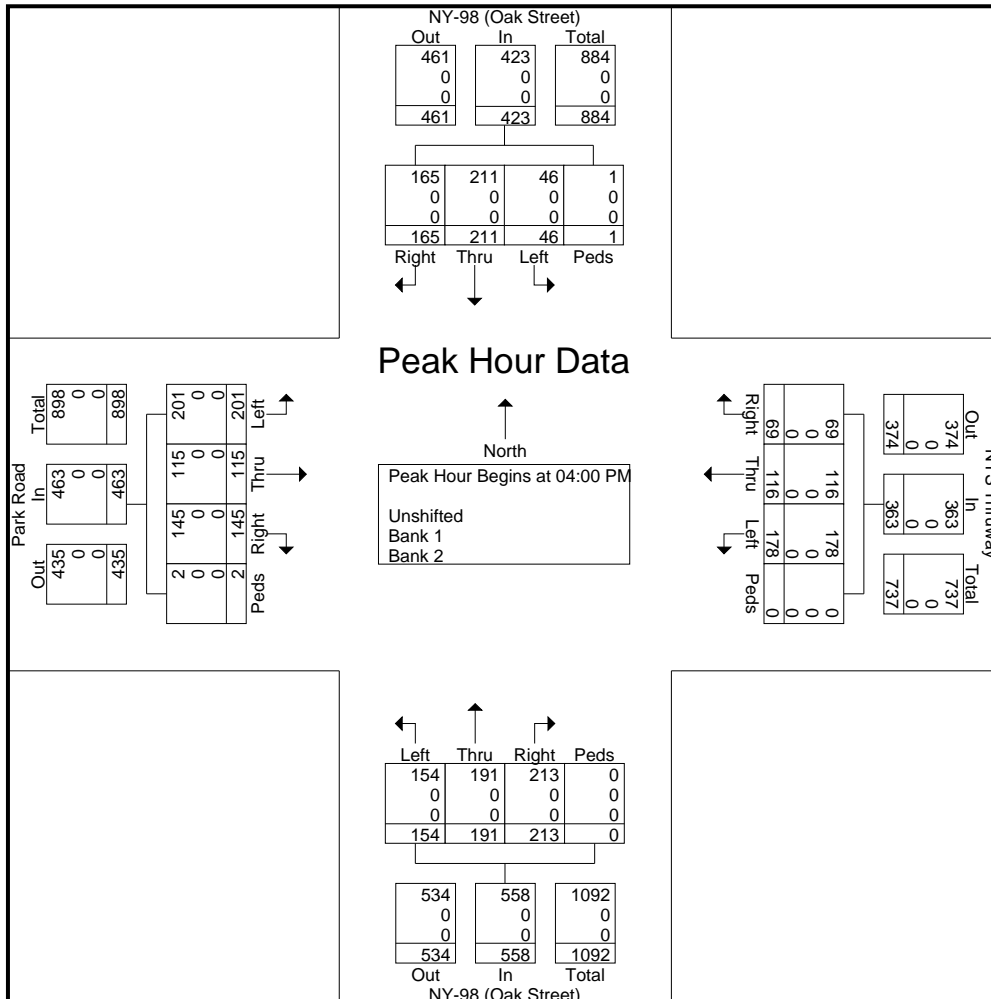 NY-98 (Oak Street)
Out In Total
461 423 884
0 0 0
0 0 0
461 423 884
165 211 46 1
0 0 0 0
0 0 0 0
165 211 46 1
Right Thru Left Peds
Peak Hour Data
Park Road
Total In Out
898 463 435
0 0 0
0 0 0
898 463 435
201 115 145 2
0 0 0 0
0 0 0 0
201 115 145 2
Left Thru Right Peds
North
Peak Hour Begins at 04:00 PM
Unshifted
Bank 1
Bank 2
Right Thru Left Peds
69 116 178 0
0 0 0 0
0 0 0 0
69 116 178 0
374 363 737
0 0 0
0 0 0
374 363 737
Out In Total
Thruway
Left Thru Right Peds
154 191 213 0
0 0 0 0
0 0 0 0
154 191 213 0
534 558 1092
0 0 0
0 0 0
534 558 1092
Out In Total
NY-98 (Oak Street)